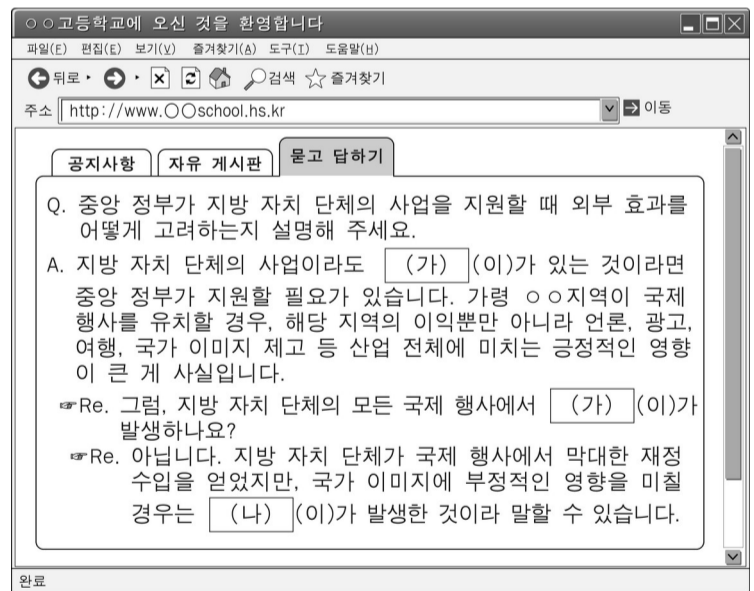 ○○고등학교에 오신 것을 환영합니다
파일(F) 편집(E) 보기(V) 즐겨찾기(A) 도구(T) 도움말(H)
뒤로 검색 즐겨찾기
주소 http://www.○○school.hs.kr 이동
공지사항 자유 게시판 묻고 답하기
Q. 중앙 정부가 지방 자치 단체의 사업을 지원할 때 외부 효과를
어떻게 고려하는지 설명해 주세요.
A. 지방 자치 단체의 사업이라도 (가) (이)가 있는 것이라면
중앙 정부가 지원할 필요가 있습니다. 가령 ○○지역이 국제
행사를 유치할 경우, 해당 지역의 이익뿐만 아니라 언론, 광고,
여행, 국가 이미지 제고 등 산업 전체에 미치는 긍정적인 영향
이 큰 게 사실입니다.
☞Re. 그럼, 지방 자치 단체의 모든 국제 행사에서 (가) (이)가
발생하나요?
☞Re. 아닙니다. 지방 자치 단체가 국제 행사에서 막대한 재정
수입을 얻었지만, 국가 이미지에 부정적인 영향을 미칠
경우는 (나) (이)가 발생한 것이라 말할 수 있습니다.
완료